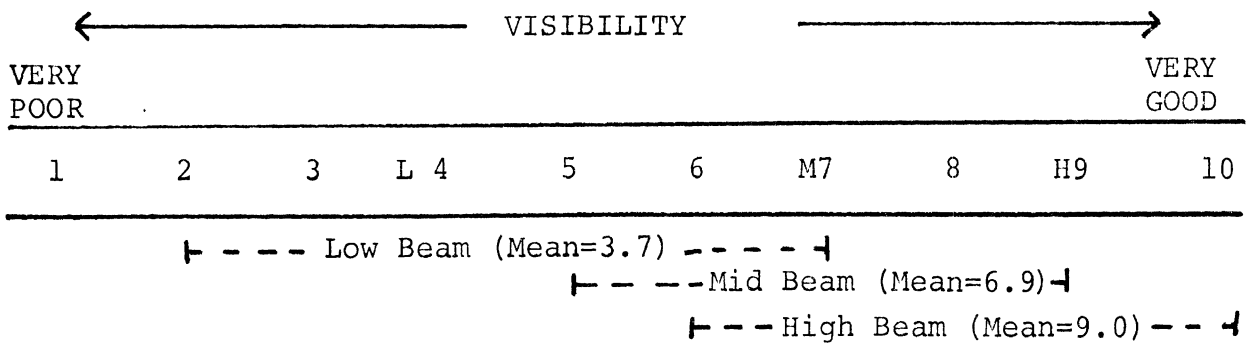 VISIBILITY
VERY POOR
VERY GOOD
1 2 3 L 4 5 6 M7 8 H9 10
Low Beam (Mean=3.7)
Mid Beam (Mean=6.9)
High Beam (Mean=9.0)